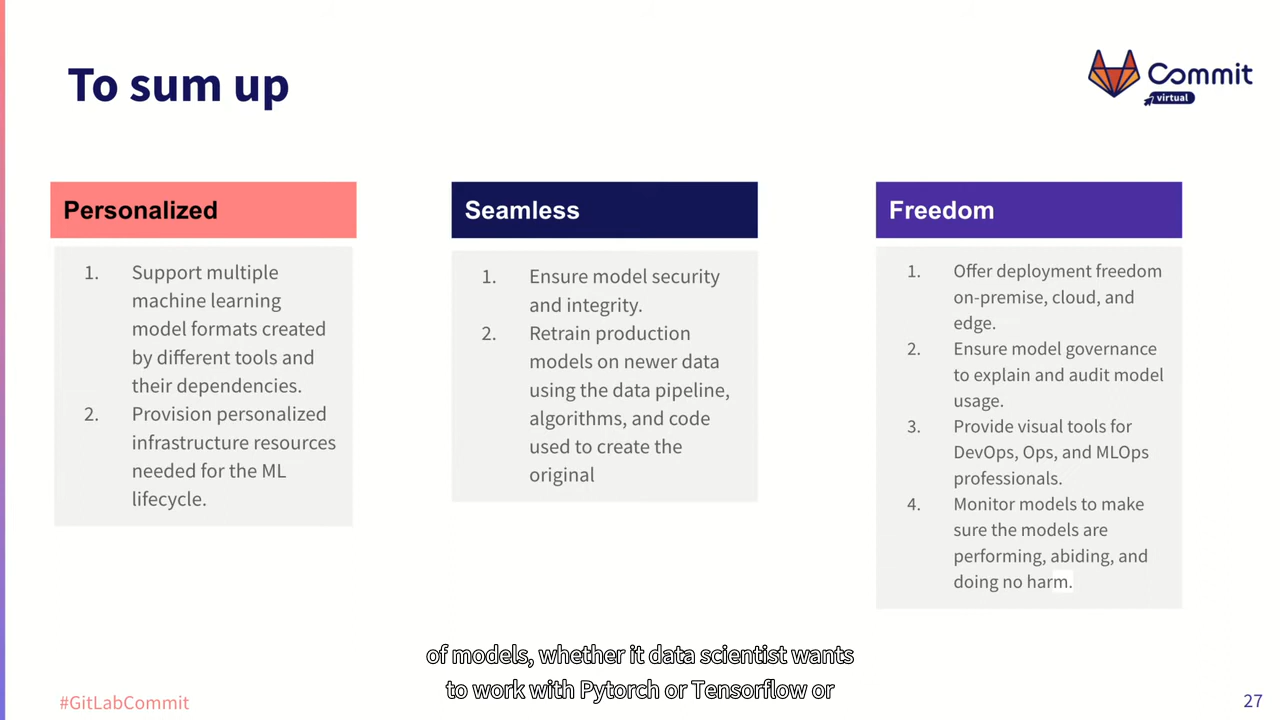 To sum up
Commit
virtual
Personalized
1. Support multiple
machine learning
model formats created
by different tools and
their dependencies.
2. Provision personalized
infrastructure resources
needed for the ML
lifecycle.
Seamless
1. Ensure model security
and integrity.
2. Retrain production
models on newer data
using the data pipeline,
algorithms, and code
used to create the
original
Freedom
1. Offer deployment freedom
on-premise, cloud, and
edge.
2. Ensure model governance
to explain and audit model
usage.
3. Provide visual tools for
DevOps, Ops, and MLOps
professionals.
4. Monitor models to make
sure the models are
performing, abiding, and
doing no harm.
of models, whether it data scientist wants
to work with Pytorch or Tensorflow or
#GitLabCommit
27